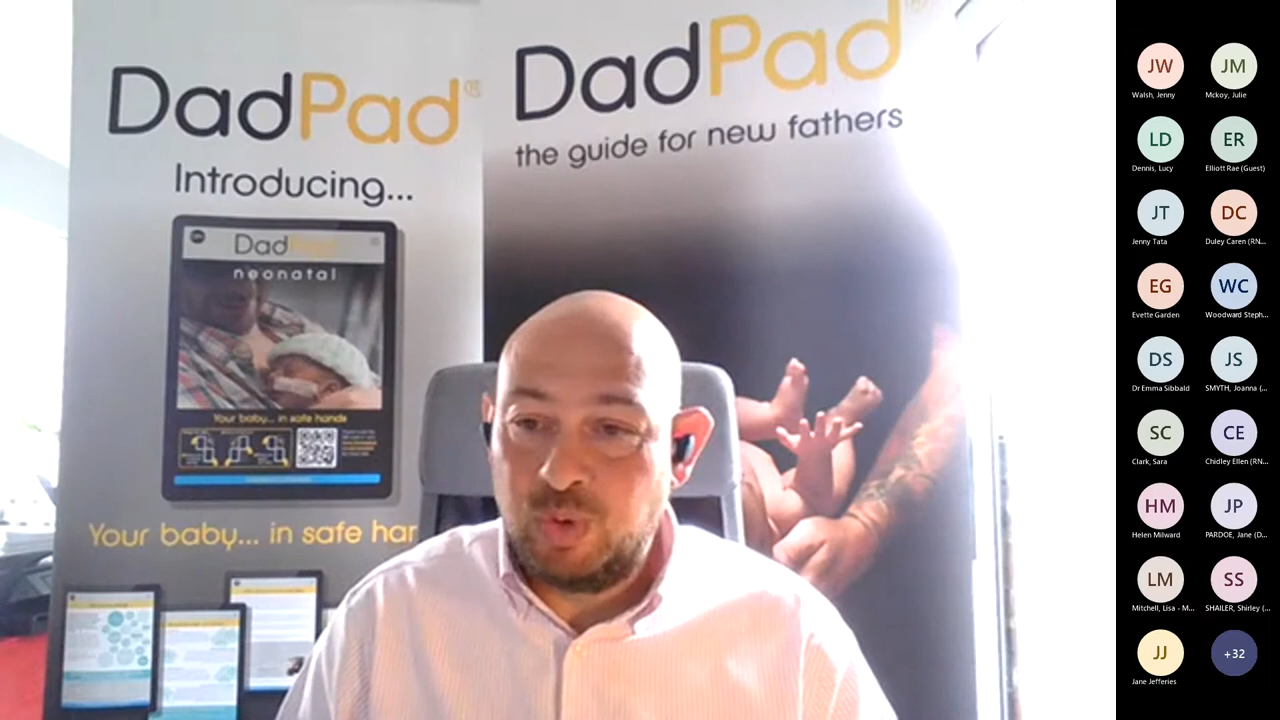 DadPad®
Introducing...
DadPad
neonatal
Your baby... in safe hands
Your baby... in safe har
DadPad®
the guide for new fathers
JW
JM
Walsh, Jenny
Mckoy, Julie
LD
ER
Dennis, Lucy
Elliott Rae (Guest)
JT
DC
Jenny Tata
Duley Caren (RN...
EG
WC
Evette Garden
Woodward Steph...
DS
JS
Dr Emma Sibbald
SMYTH, Joanna (...
SC
CE
Clark, Sara
Chidley Ellen (RN...
HM
JP
Helen Milward
PARDOE, Jane (D...
LM
SS
Mitchell, Lisa - M...
SHAILER, Shirley (...
JJ
+32
Jane Jefferies